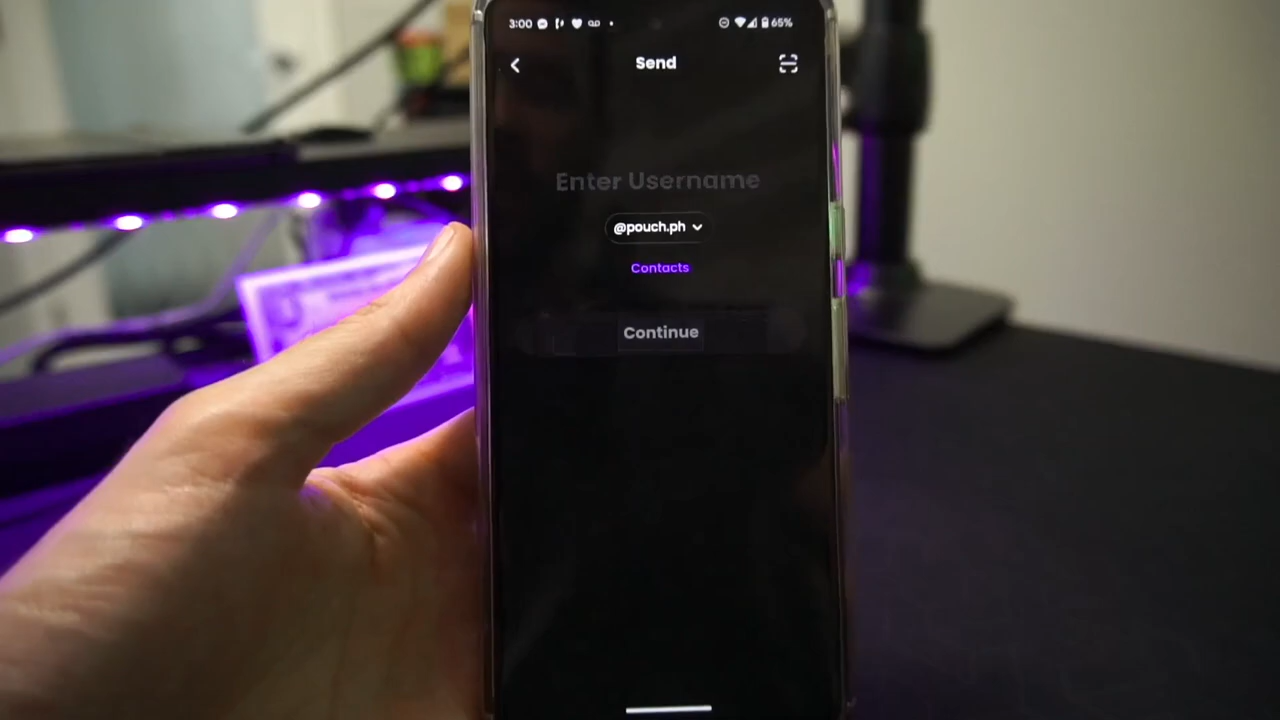 3:00 65%
Send
Enter Username
@pouch.ph
Contacts
Continue